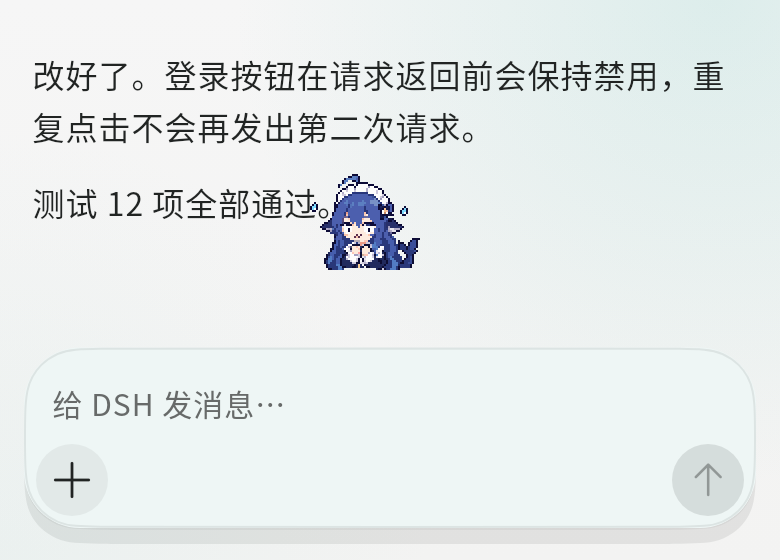 改好了。登录按钮在请求返回前会保持禁用，重
复点击不会再发出第二次请求。
测试 12 项全部通过。
给 DSH 发消息…